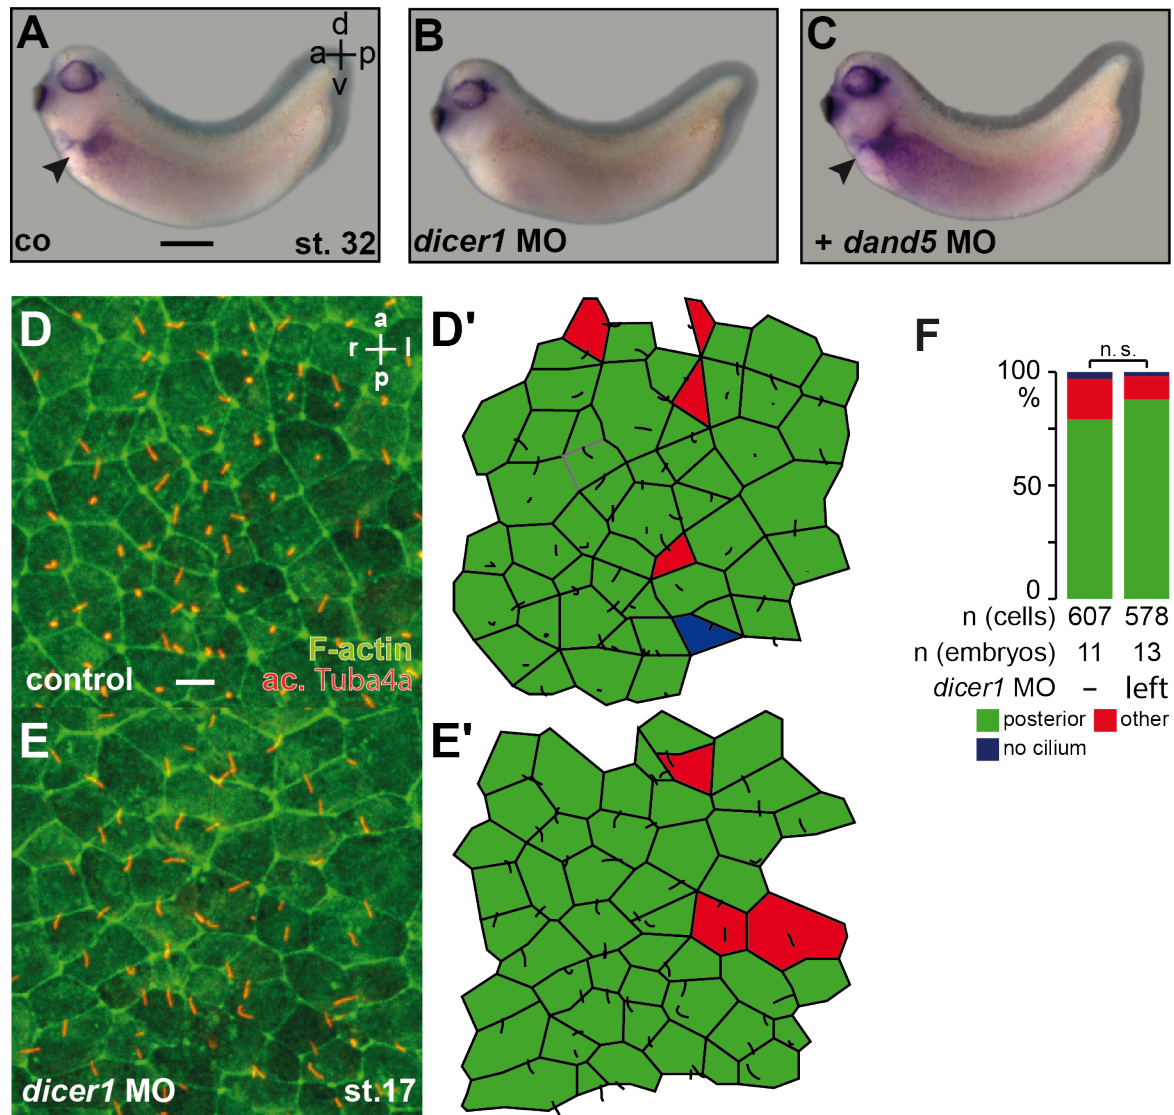 A
d
a p
v
co
st. 32
B
dicer1 MO
C
+ dand5 MO
D
a
r l
p
F-actin
control
ac. Tuba4a
D'
F
n. s.
100
%
50
0
n (cells) 607 578
n (embryos) 11 13
dicer1 MO – left
posterior other
no cilium
E
dicer1 MO
st.17
E'